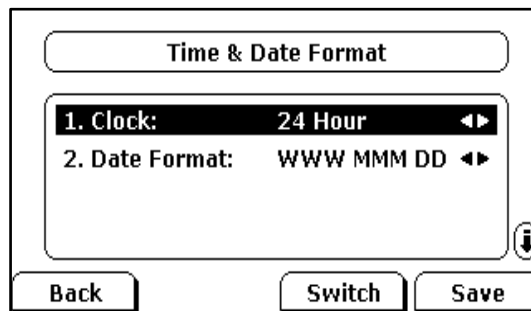 Time & Date Format
1. Clock: 24 Hour
2. Date Format: WWW MMM DD
Back Switch Save